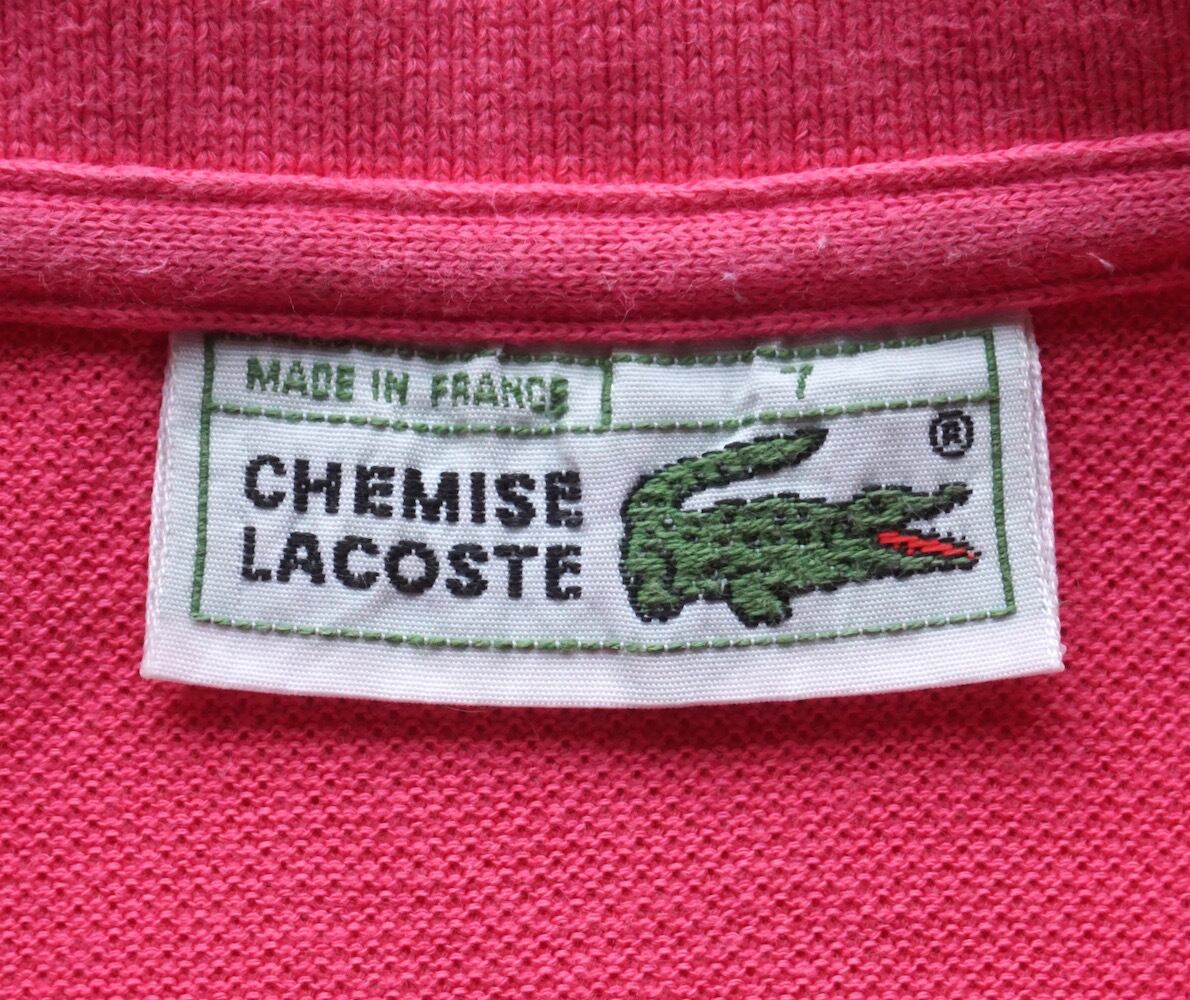 MADE IN FRANCE 7
CHEMISE ®
LACOSTE